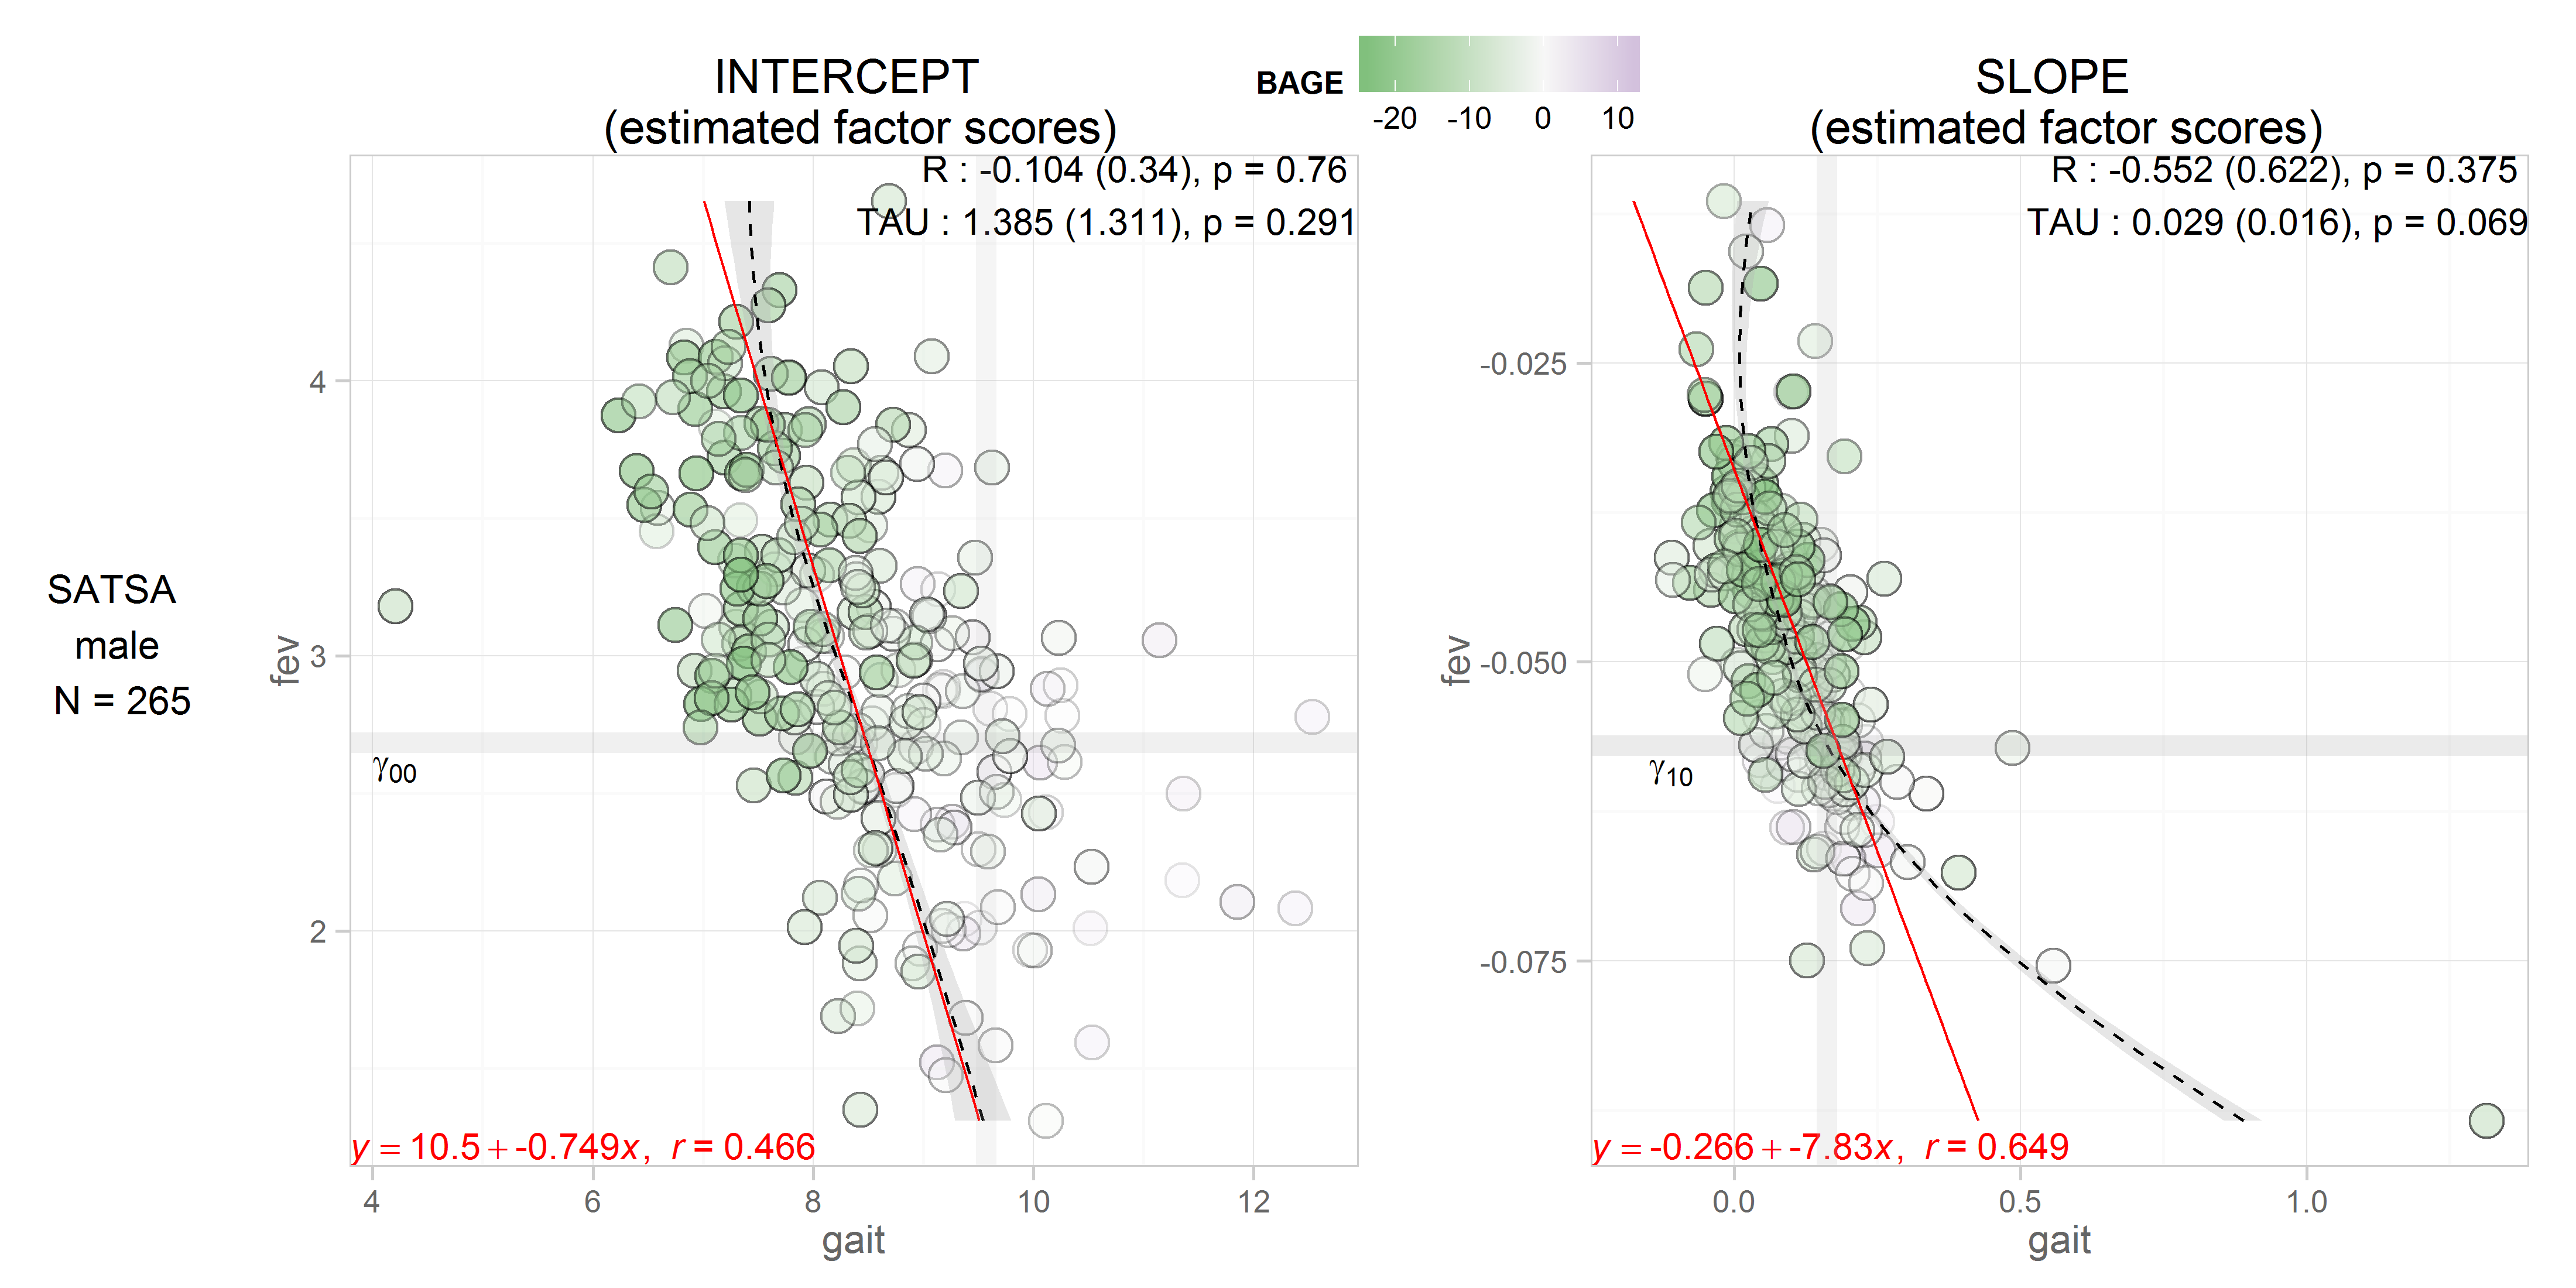 INTERCEPT
(estimated factor scores)
BAGE
-20 -10 0 10
SLOPE
(estimated factor scores)
R : -0.104 (0.34), p = 0.76
TAU : 1.385 (1.311), p = 0.291
R : -0.552 (0.622), p = 0.375
TAU : 0.029 (0.016), p = 0.069
SATSA
male
N = 265
fev
4
3
2
γ00
y = 10.5 + -0.749x, r = 0.466
4 6 8 10 12
gait
fev
-0.025
-0.050
-0.075
γ10
y = -0.266 + -7.83x, r = 0.649
0.0 0.5 1.0
gait